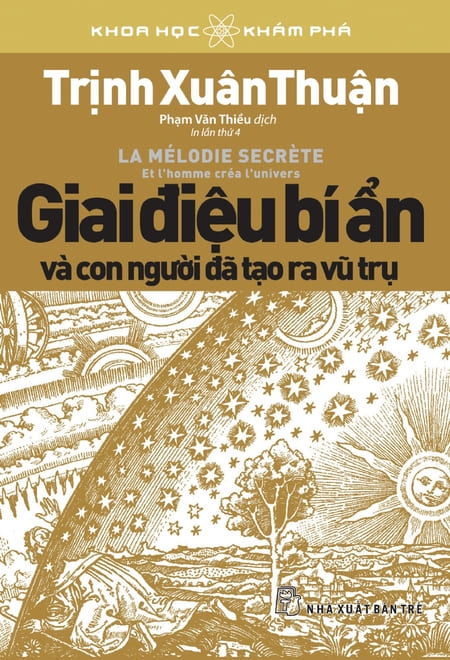 KHOA HỌC KHÁM PHÁ
Trịnh Xuân Thuận
Phạm Văn Thiều dịch
In lần thứ 4
LA MÉLODIE SECRÈTE
Et l'homme créa l'univers
Giai điệu bí ẩn
và con người đã tạo ra vũ trụ
NHÀ XUẤT BẢN TRẺ